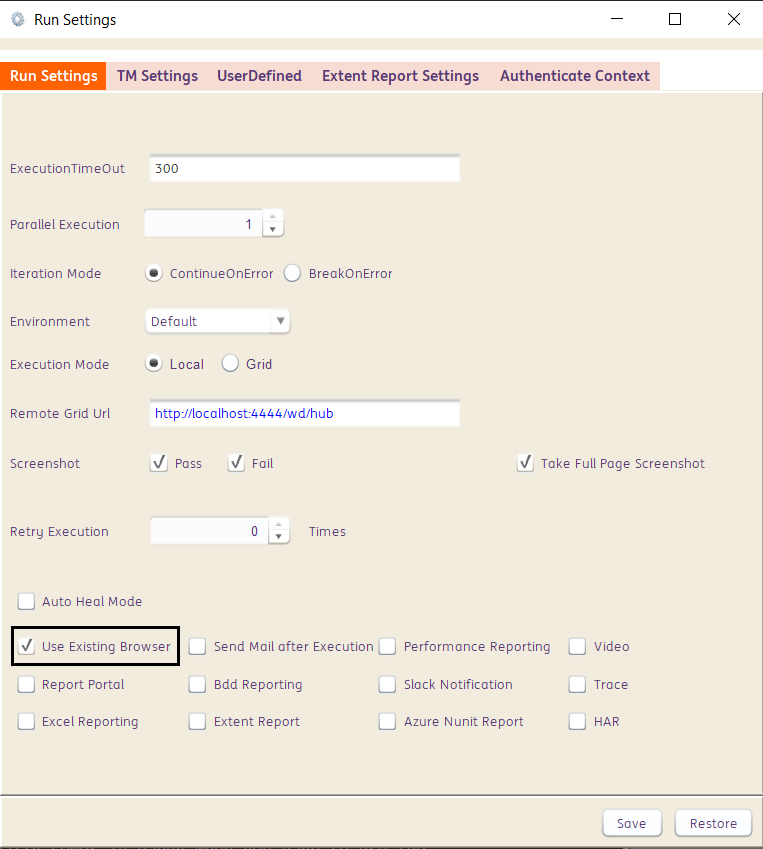 Run Settings
Run Settings TM Settings UserDefined Extent Report Settings Authenticate Context
ExecutionTimeOut 300
Parallel Execution 1
Iteration Mode ContinueOnError BreakOnError
Environment Default
Execution Mode Local Grid
Remote Grid Url http://localhost:4444/wd/hub
Screenshot Pass Fail Take Full Page Screenshot
Retry Execution 0 Times
Auto Heal Mode
Use Existing Browser Send Mail after Execution Performance Reporting Video
Report Portal Bdd Reporting Slack Notification Trace
Excel Reporting Extent Report Azure Nunit Report HAR
Save Restore